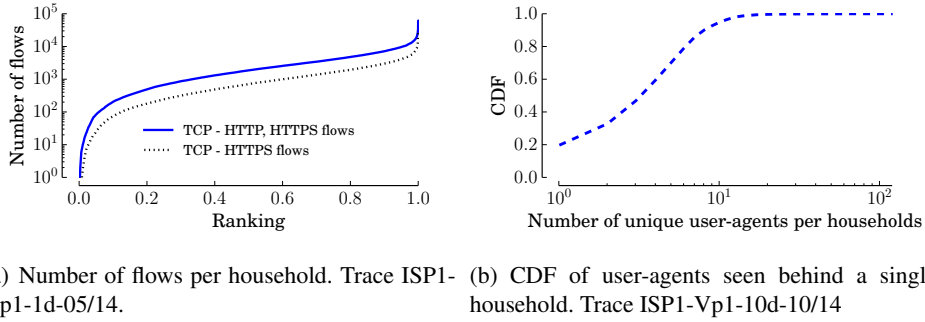 Number of flows
10^5
10^4
10^3
10^2
10^1
10^0
TCP - HTTP, HTTPS flows
TCP - HTTPS flows
0.0 0.2 0.4 0.6 0.8 1.0
Ranking
CDF
1.0
0.8
0.6
0.4
0.2
0.0
10^0 10^1 10^2
Number of unique user-agents per households
) Number of flows per household. Trace ISP1-
p1-1d-05/14.
(b) CDF of user-agents seen behind a singl
household. Trace ISP1-Vp1-10d-10/14